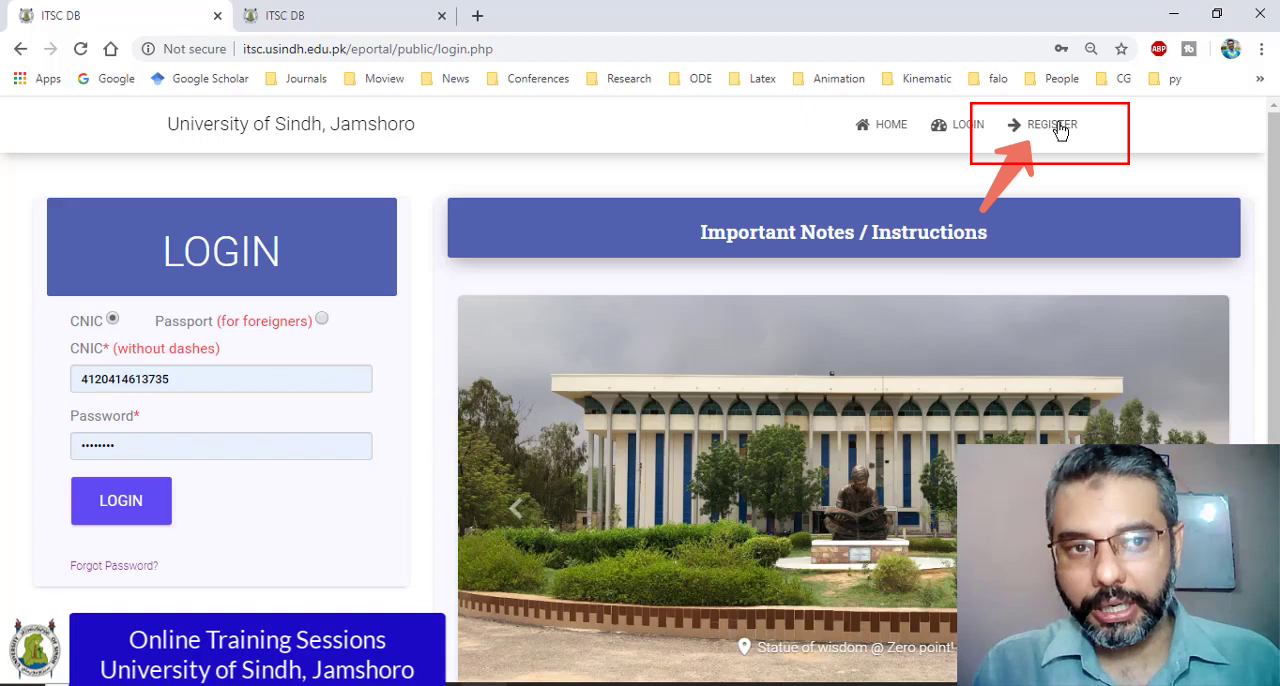 ITSC DB
ITSC DB
Not secure
itsc.usindh.edu.pk/eportal/public/login.php
ABP
Apps
Google
Google Scholar
Journals
Moview
News
Conferences
Research
ODE
Latex
Animation
Kinematic
falo
People
CG
py
»
University of Sindh, Jamshoro
HOME
LOGIN
REGISTER
LOGIN
CNIC
Passport (for foreigners)
CNIC* (without dashes)
4120414613735
Password*
••••••••
LOGIN
Forgot Password?
Important Notes / Instructions
Statue of wisdom @ Zero point!
Online Training Sessions
University of Sindh, Jamshoro